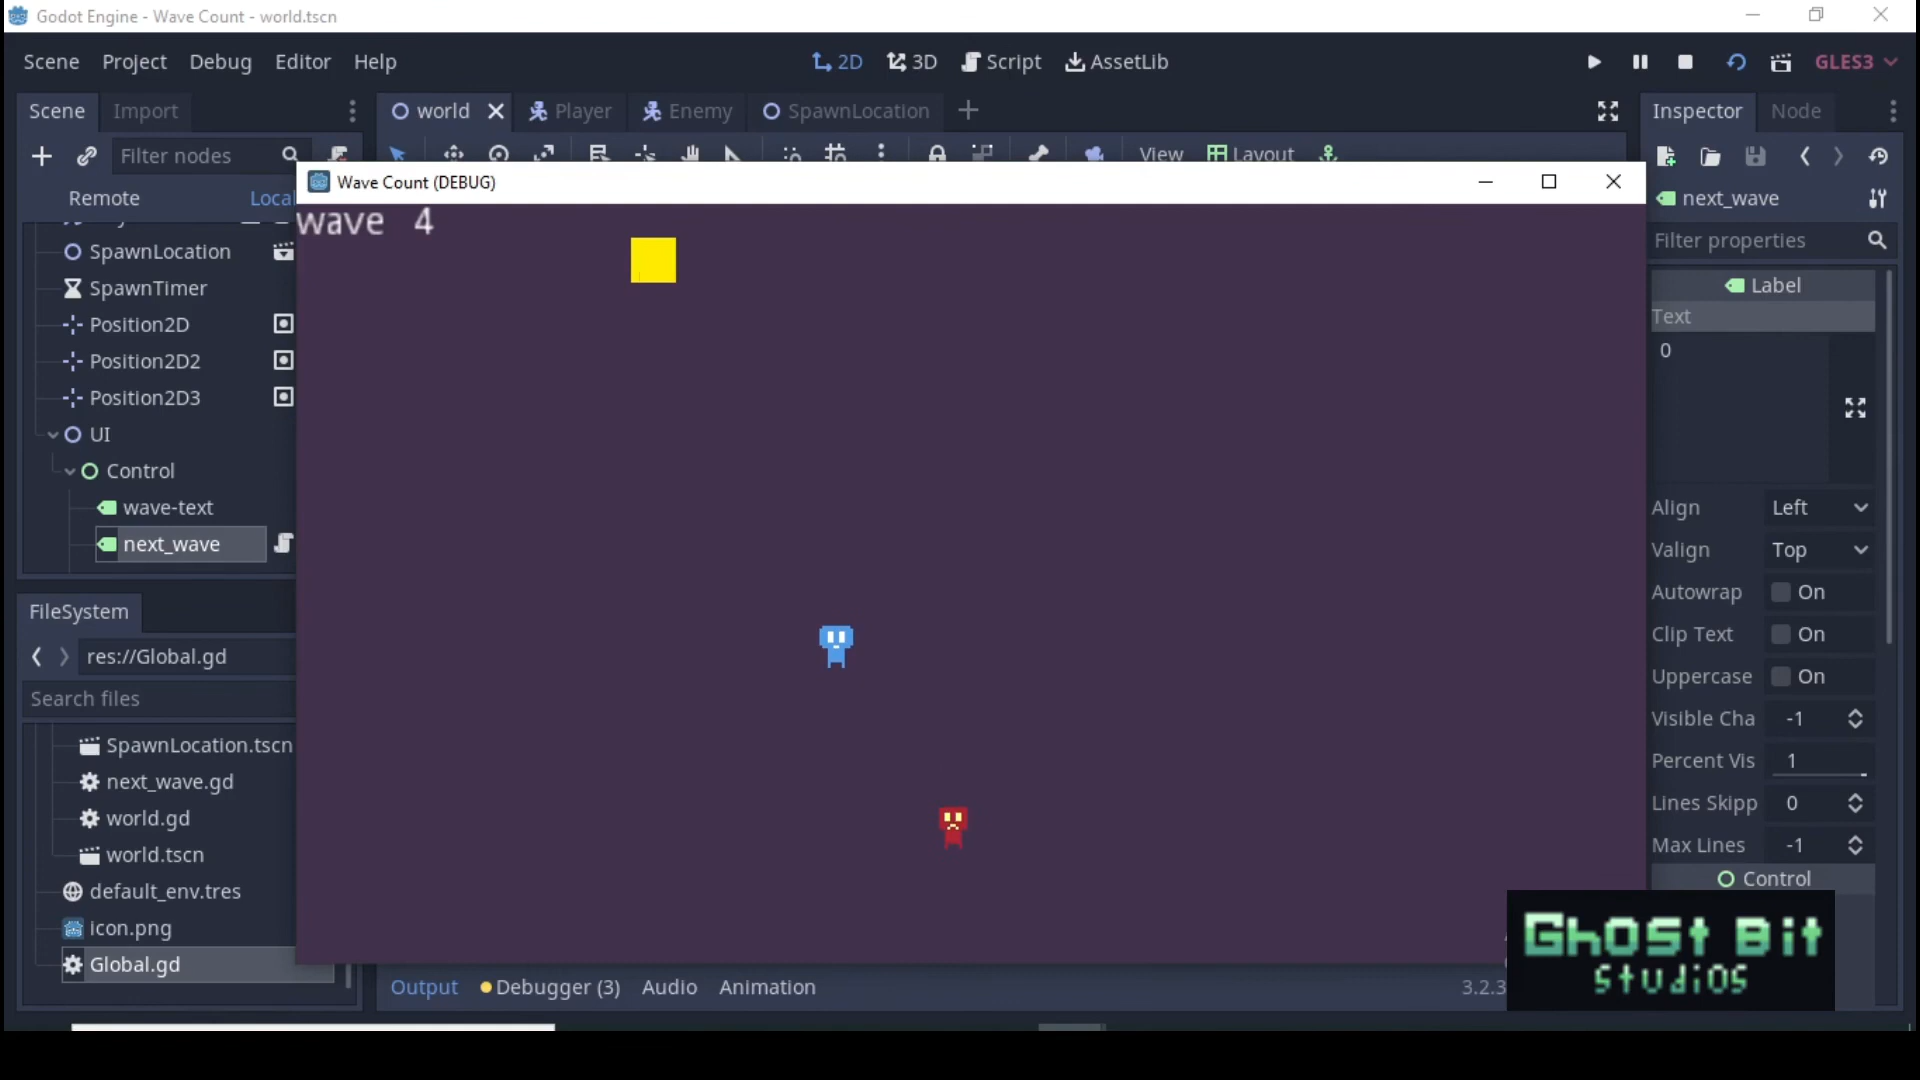 Godot Engine - Wave Count - world.tscn
Scene Project Debug Editor Help
2D 3D Script AssetLib
GLES3
Scene Import
world Player Enemy SpawnLocation
Inspector Node
Filter nodes
View Layout
Remote Local
Wave Count (DEBUG)
wave 4
next_wave
Filter properties
SpawnLocation
SpawnTimer
Position2D
Position2D2
Position2D3
UI
Control
wave-text
next_wave
FileSystem
res://Global.gd
Search files
SpawnLocation.tscn
next_wave.gd
world.gd
world.tscn
default_env.tres
icon.png
Global.gd
Label
Text
0
Align Left
Valign Top
Autowrap On
Clip Text On
Uppercase On
Visible Cha -1
Percent Vis 1
Lines Skipp 0
Max Lines -1
Control
Output Debugger (3) Audio Animation
3.2.3
Ghost Bit
Studios